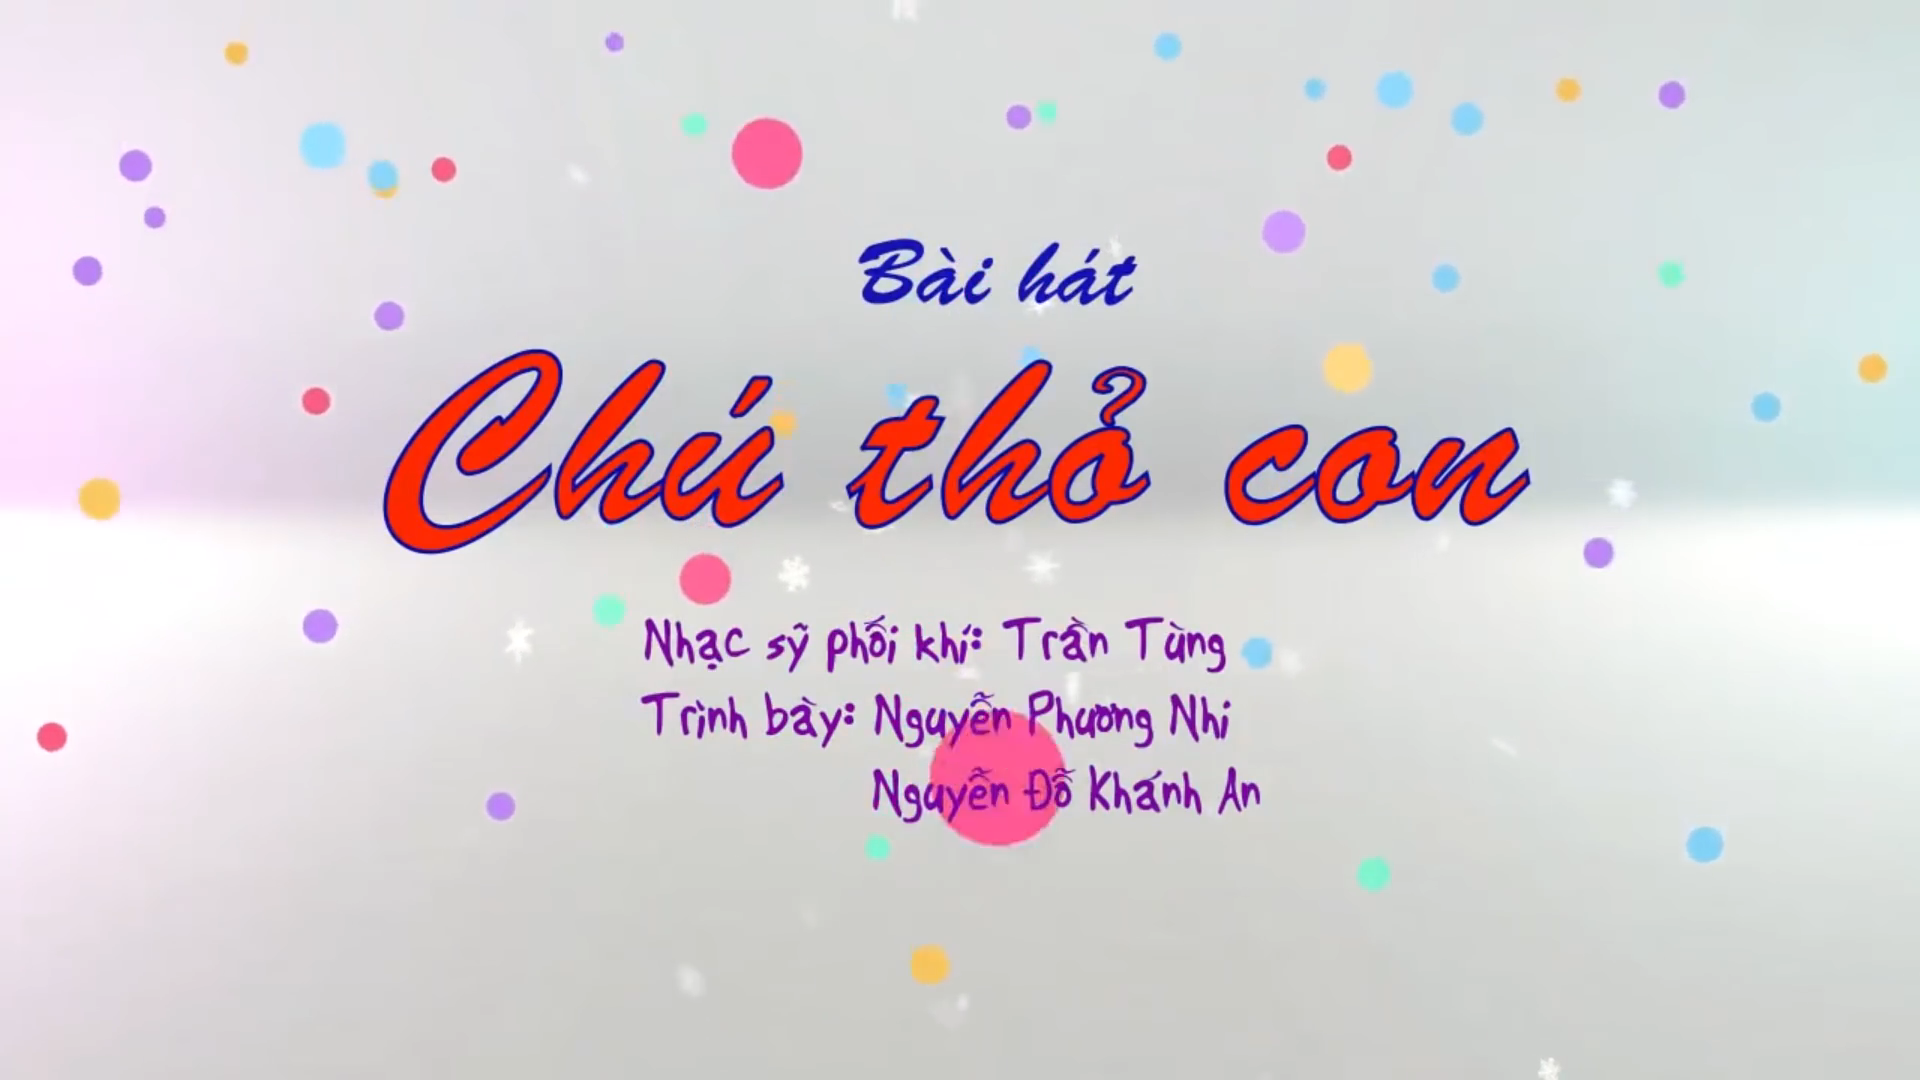 Bài hát
Chú thỏ con
Nhạc sỹ phối khí: Trần Tùng
Trình bày: Nguyễn Phương Nhi
Nguyễn Đỗ Khánh An